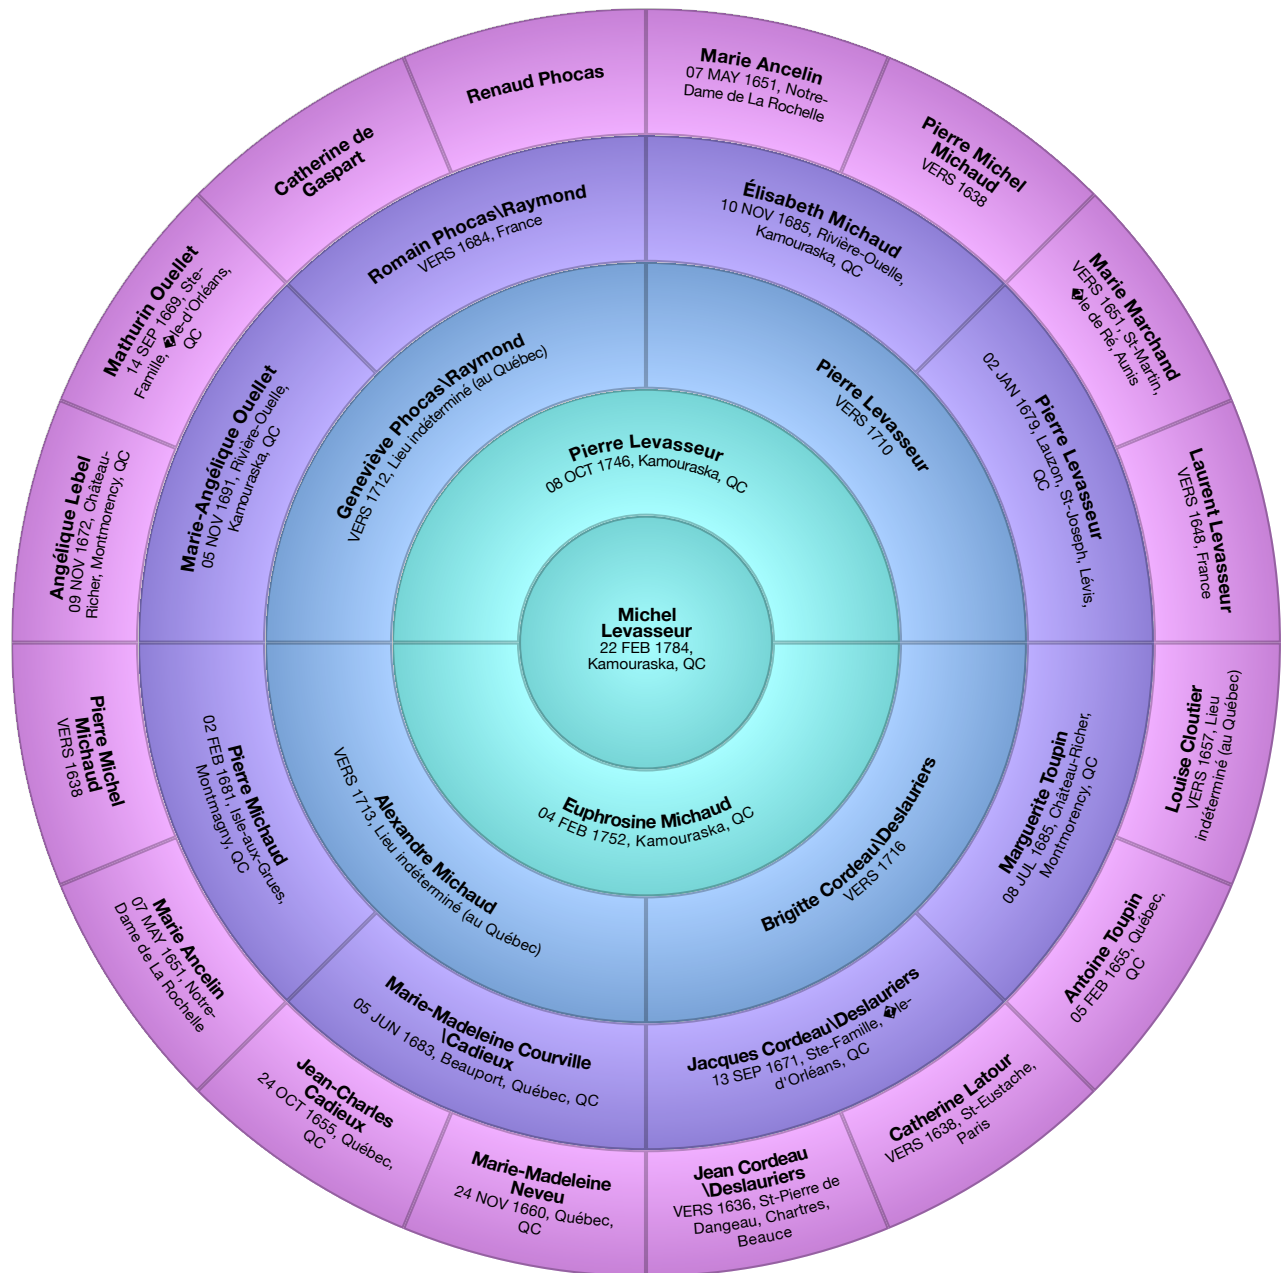 Renaud Phocas
Marie Ancelin
07 MAY 1651, Notre-
Dame de La Rochelle
Catherine de
Gaspart
Pierre Michel
Michaud
VERS 1638
Mathurin Ouellet
14 SEP 1669, Ste-
Famille, �le-d'Orléans,
QC
Marie Marchand
VERS 1651, St-Martin,
�le de Ré, Aunis
Angélique Lebel
09 NOV 1672, Château-
Richer, Montmorency, QC
Laurent Levasseur
VERS 1648, France
Romain Phocas\Raymond
VERS 1684, France
Élisabeth Michaud
10 NOV 1685, Rivière-Ouelle,
Kamouraska, QC
Marie-Angélique Ouellet
05 NOV 1691, Rivière-Ouelle,
Kamouraska, QC
Pierre Levasseur
02 JAN 1679, Lauzon, St-Joseph, Lévis,
QC
Geneviève Phocas\Raymond
VERS 1712, Lieu indéterminé (au Québec)
Pierre Levasseur
VERS 1710
Pierre Levasseur
08 OCT 1746, Kamouraska, QC
Michel
Levasseur
22 FEB 1784,
Kamouraska, QC
Euphrosine Michaud
04 FEB 1752, Kamouraska, QC
Alexandre Michaud
VERS 1713, Lieu indéterminé (au Québec)
Brigitte Cordeau\Deslauriers
VERS 1716
Pierre Michaud
02 FEB 1681, Isle-aux-Grues,
Montmagny, QC
Marguerite Toupin
08 JUL 1685, Château-Richer,
Montmorency, QC
Marie-Madeleine Courville
\Cadieux
05 JUN 1683, Beauport, Québec, QC
Jacques Cordeau\Deslauriers
13 SEP 1671, Ste-Famille, �le-
d'Orléans, QC
Pierre Michel
Michaud
VERS 1638
Louise Cloutier
VERS 1657, Lieu
indéterminé (au Québec)
Marie Ancelin
07 MAY 1651, Notre-
Dame de La Rochelle
Antoine Toupin
05 FEB 1655, Québec,
QC
Jean-Charles
Cadieux
24 OCT 1655, Québec,
QC
Catherine Latour
VERS 1638, St-Eustache,
Paris
Marie-Madeleine
Neveu
24 NOV 1660, Québec,
QC
Jean Cordeau
\Deslauriers
VERS 1636, St-Pierre de
Dangeau, Chartres,
Beauce